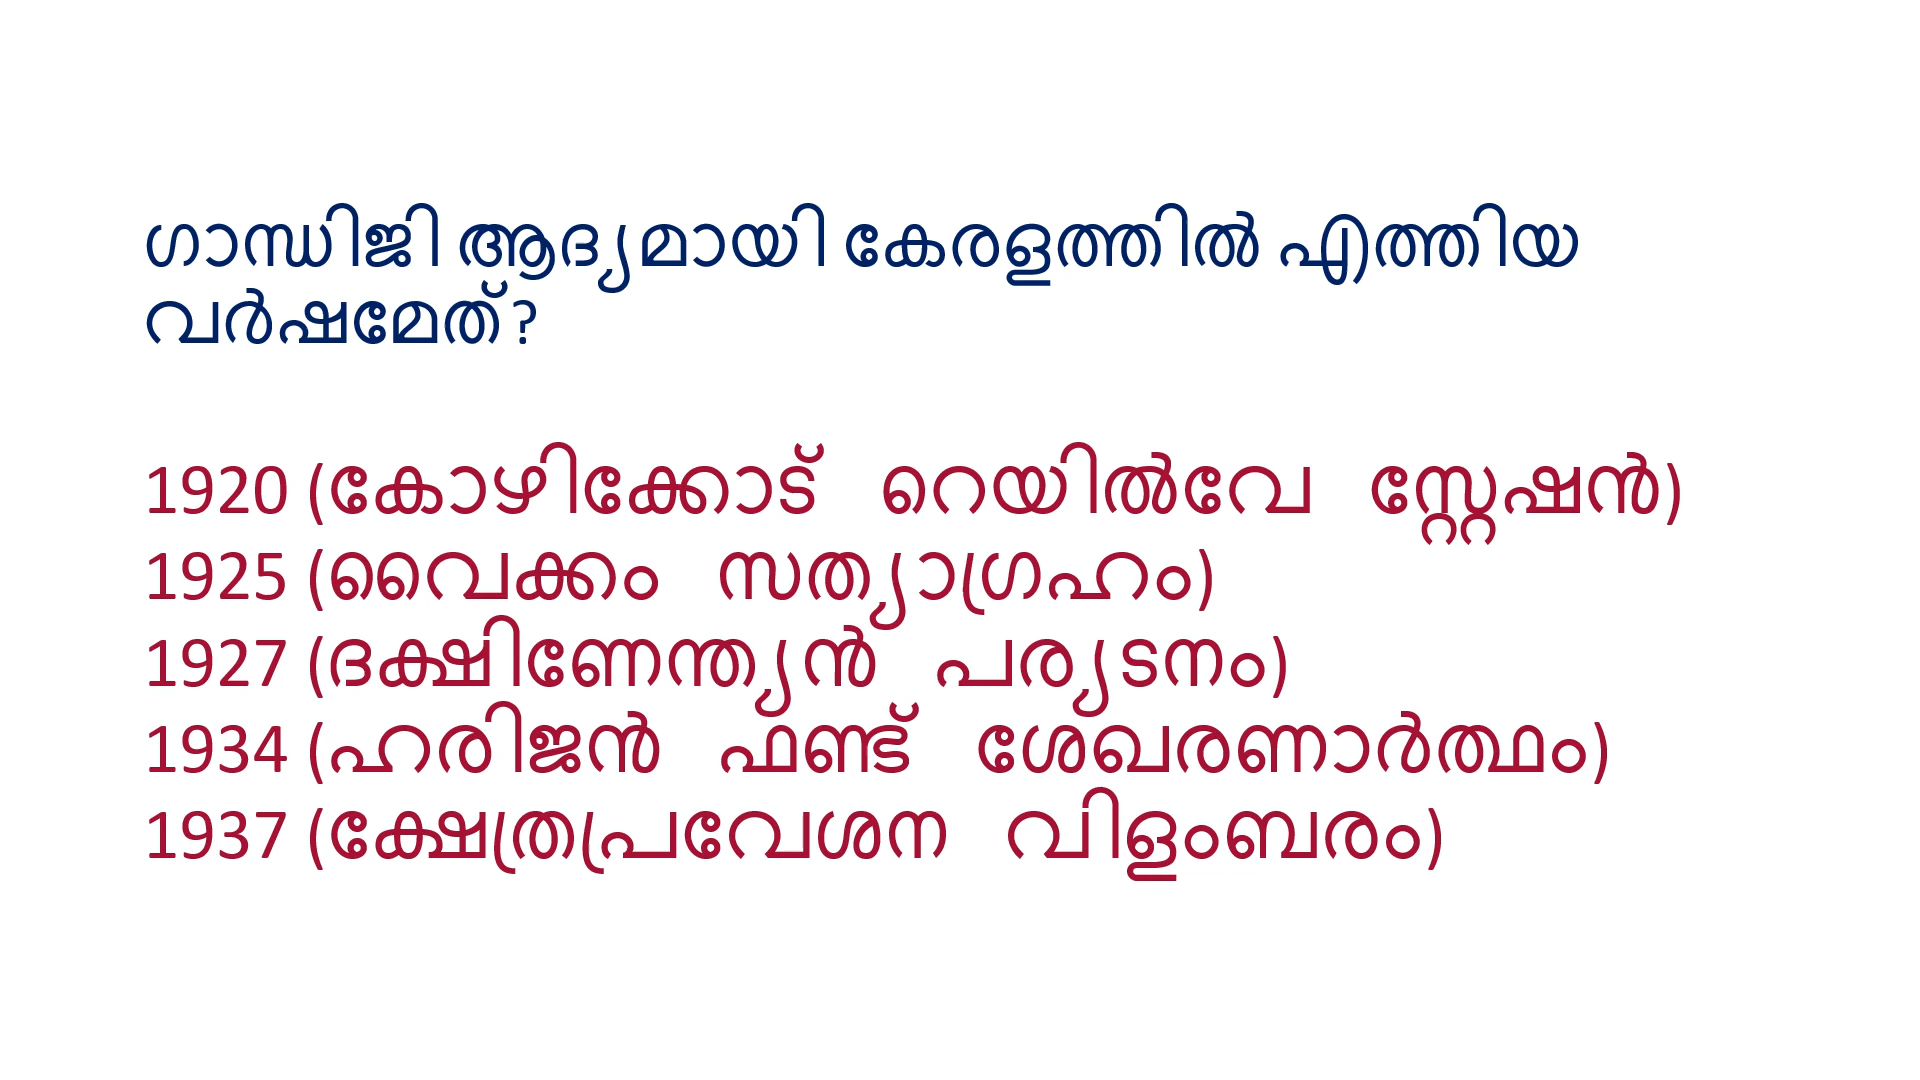 ഗാന്ധിജി ആദ്യമായി കേരളത്തിൽ എത്തിയ
വർഷമേത്?
1920 (കോഴിക്കോട് റെയിൽവേ സ്റ്റേഷൻ)
1925 (വൈക്കം സത്യാഗ്രഹം)
1927 (ദക്ഷിണേന്ത്യൻ പര്യടനം)
1934 (ഹരിജൻ ഫണ്ട് ശേഖരണാർത്ഥം)
1937 (ക്ഷേത്രപ്രവേശന വിളംബരം)